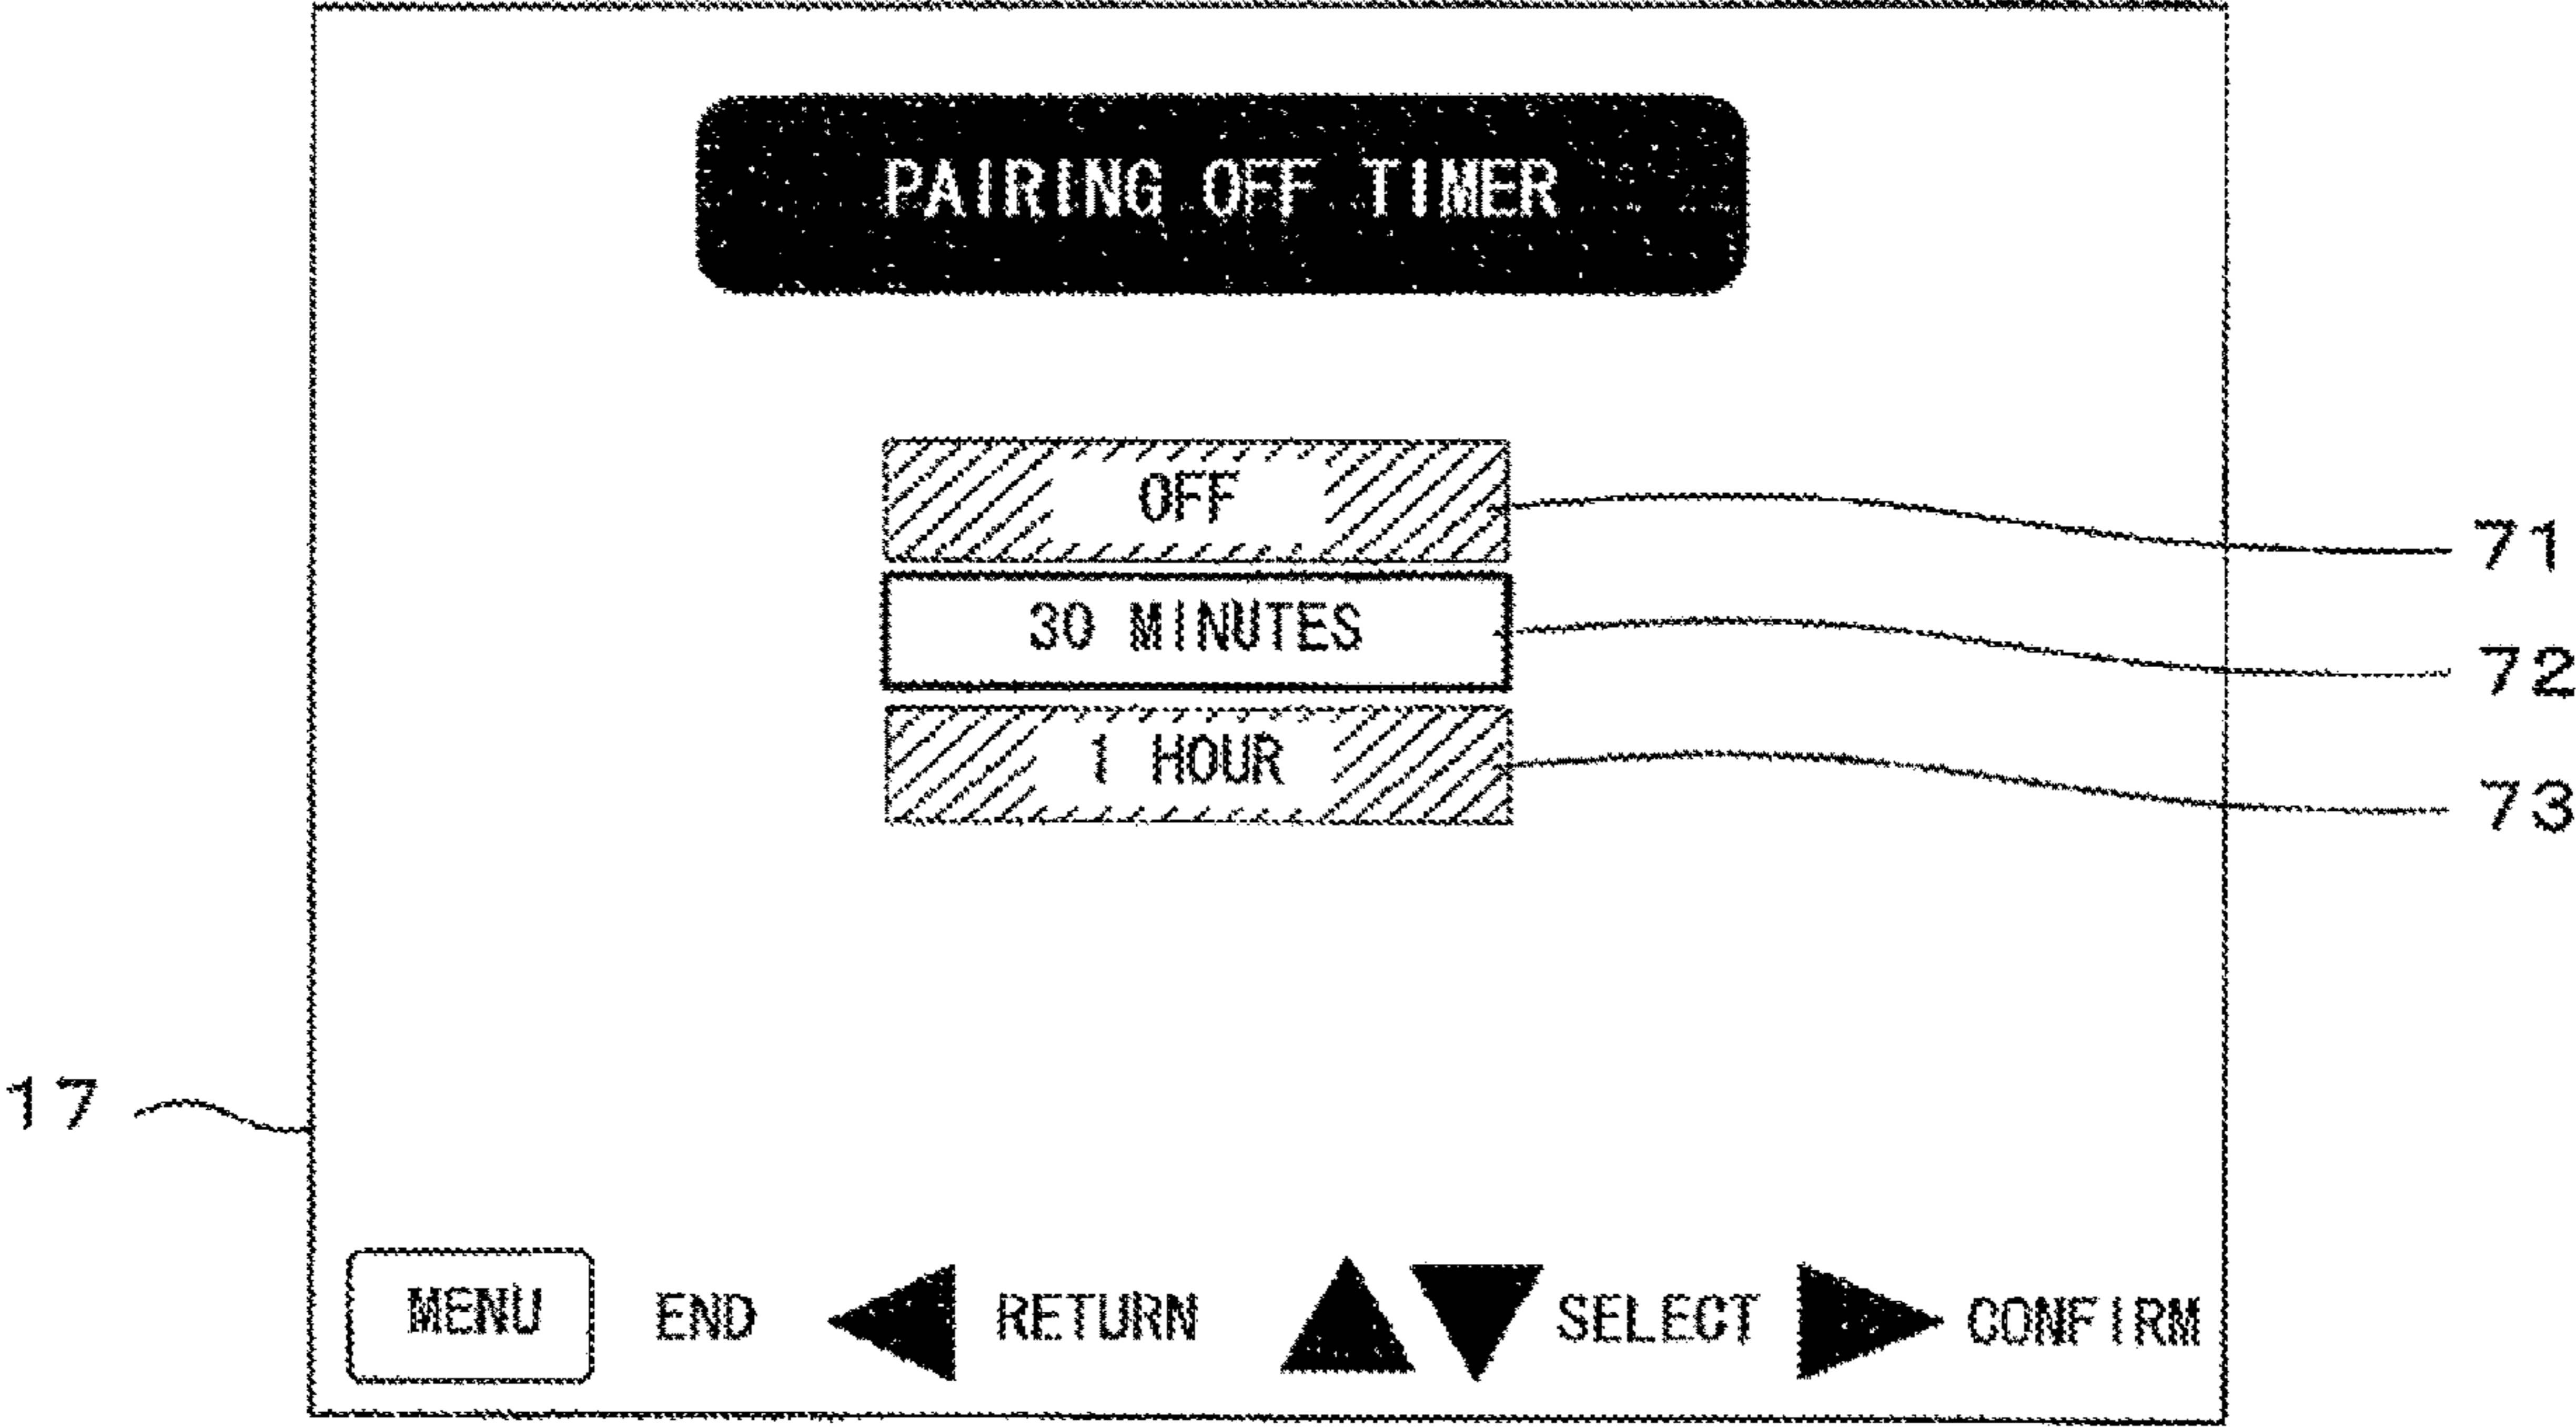 PAIRING OFF TIMER
OFF
71
30 MINUTES
72
1 HOUR
73
17
MENU END RETURN SELECT CONFIRM